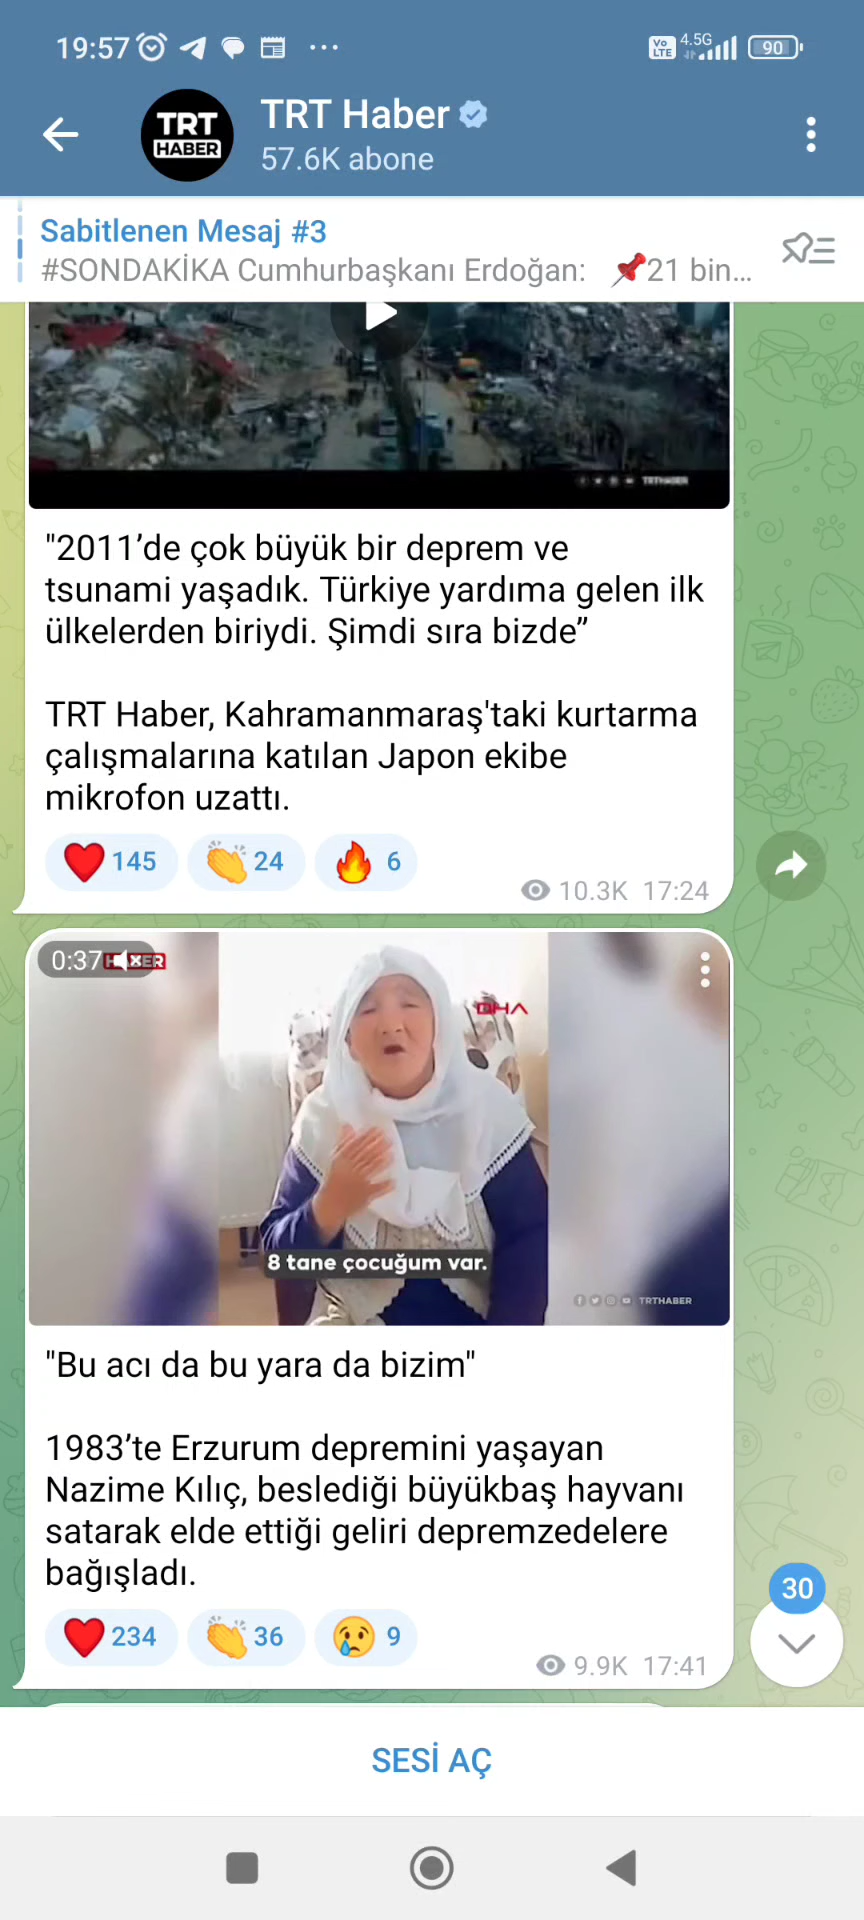 19:57
Vo LTE 4.5G 90
TRT HABER
TRT Haber
57.6K abone
Sabitlenen Mesaj #3
#SONDAKİKA Cumhurbaşkanı Erdoğan: 📌21 bin...
TRTHABER
"2011’de çok büyük bir deprem ve
tsunami yaşadık. Türkiye yardıma gelen ilk
ülkelerden biriydi. Şimdi sıra bizde”
TRT Haber, Kahramanmaraş'taki kurtarma
çalışmalarına katılan Japon ekibe
mikrofon uzattı.
❤️ 145 👏 24 🔥 6
10.3K 17:24
0:37
DHA
8 tane çocuğum var.
TRTHABER
"Bu acı da bu yara da bizim"
1983’te Erzurum depremini yaşayan
Nazime Kılıç, beslediği büyükbaş hayvanı
satarak elde ettiği geliri depremzedelere
bağışladı.
❤️ 234 👏 36 😢 9
9.9K 17:41
30
SESİ AÇ